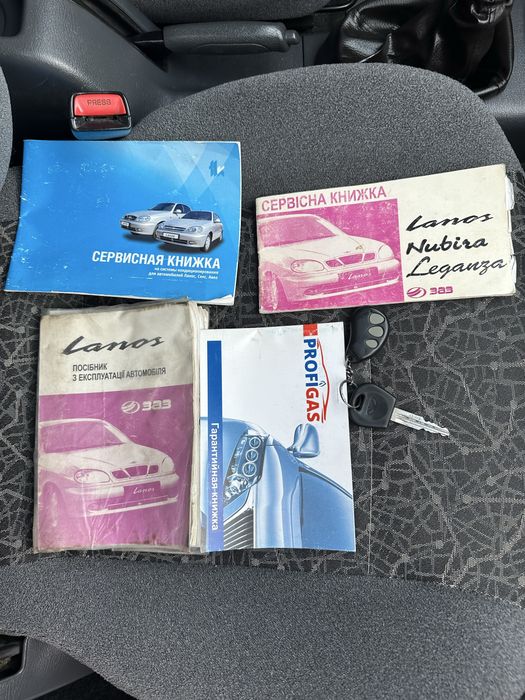 PRESS
СЕРВИСНАЯ КНИЖКА
на системы кондиционирования
для автомобилей Ланос, Сенс, Авео
СЕРВІСНА КНИЖКА
Lanos
Nubira
Leganza
Lanos
ЗАЗ
Lanos
ПОСІБНИК
З ЕКСПЛУАТАЦІЇ АВТОМОБІЛЯ
ЗАЗ
Lanos
PROFIGAS
Гарантийная книжка